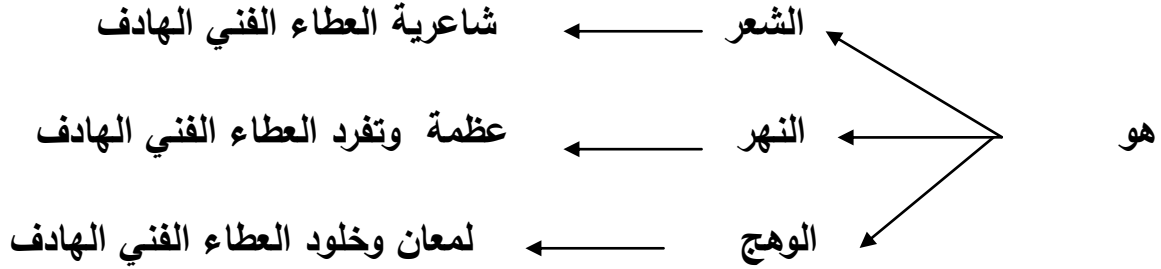 الشعر شاعرية العطاء الفني الهادف
هو النهر عظمة وتفرد العطاء الفني الهادف
الوهج لمعان وخلود العطاء الفني الهادف